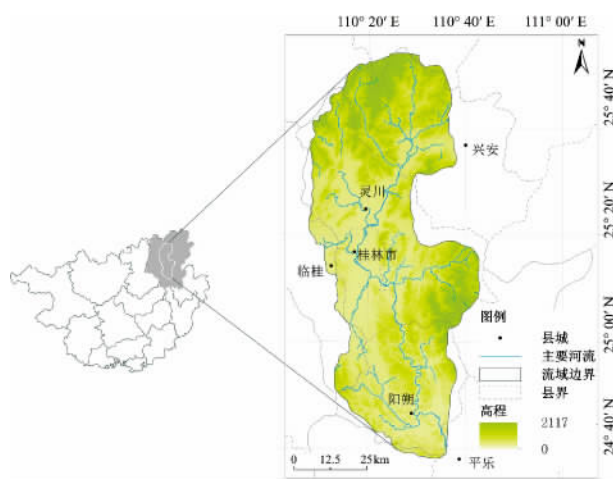 110° 20′ E 110° 40′ E 111° 00′ E
N
25° 40′ N
兴安
灵川
25° 20′ N
桂林市
临桂
图例
县城
25° 00′ N
主要河流
流域边界
县界
阳朔
高程
2117
24° 40′ N
0
平乐
0 12.5 25km